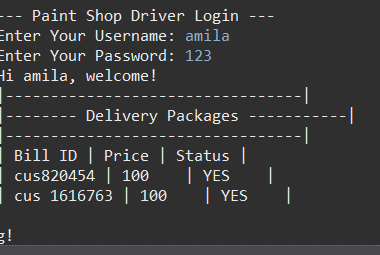 --- Paint Shop Driver Login ---
Enter Your Username: amila
Enter Your Password: 123
Hi amila, welcome!
|--------------------------------|
|-------- Delivery Packages -----------|
|--------------------------------|
| Bill ID | Price | Status |
| cus820454 | 100    | YES    |
| cus 1616763 | 100    | YES    |
g!